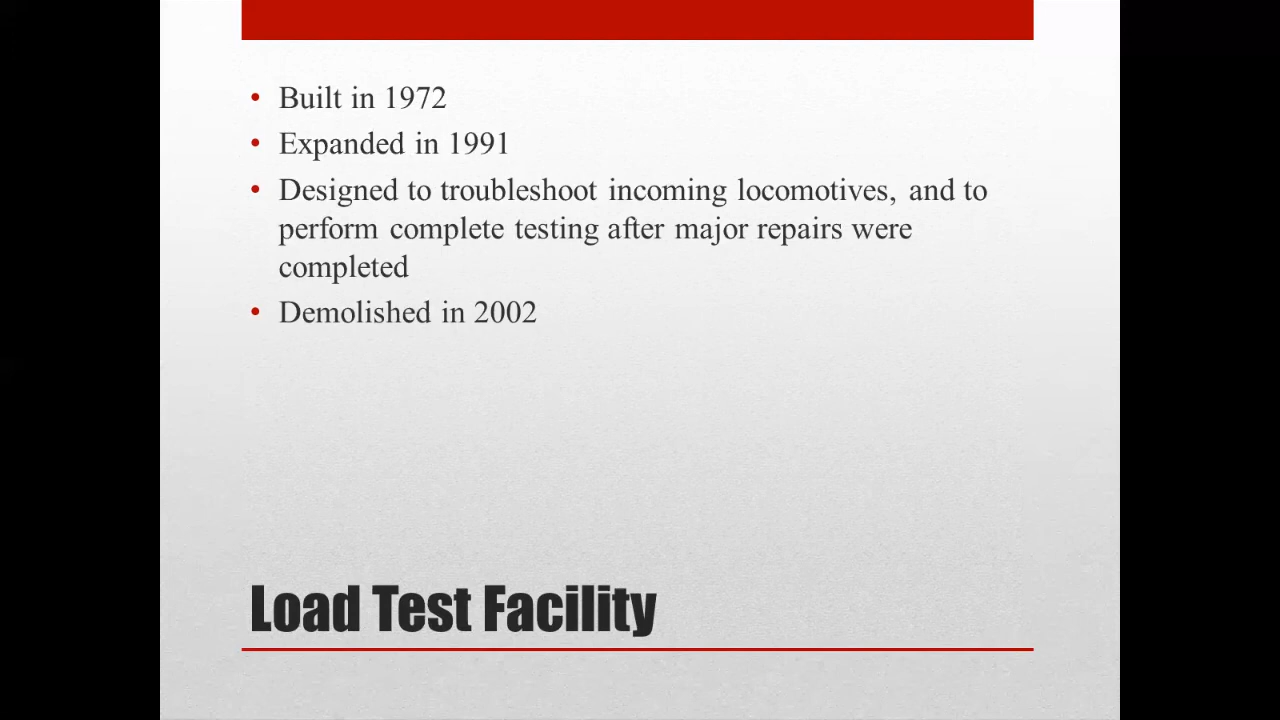 • Built in 1972
• Expanded in 1991
• Designed to troubleshoot incoming locomotives, and to
perform complete testing after major repairs were
completed
• Demolished in 2002
Load Test Facility